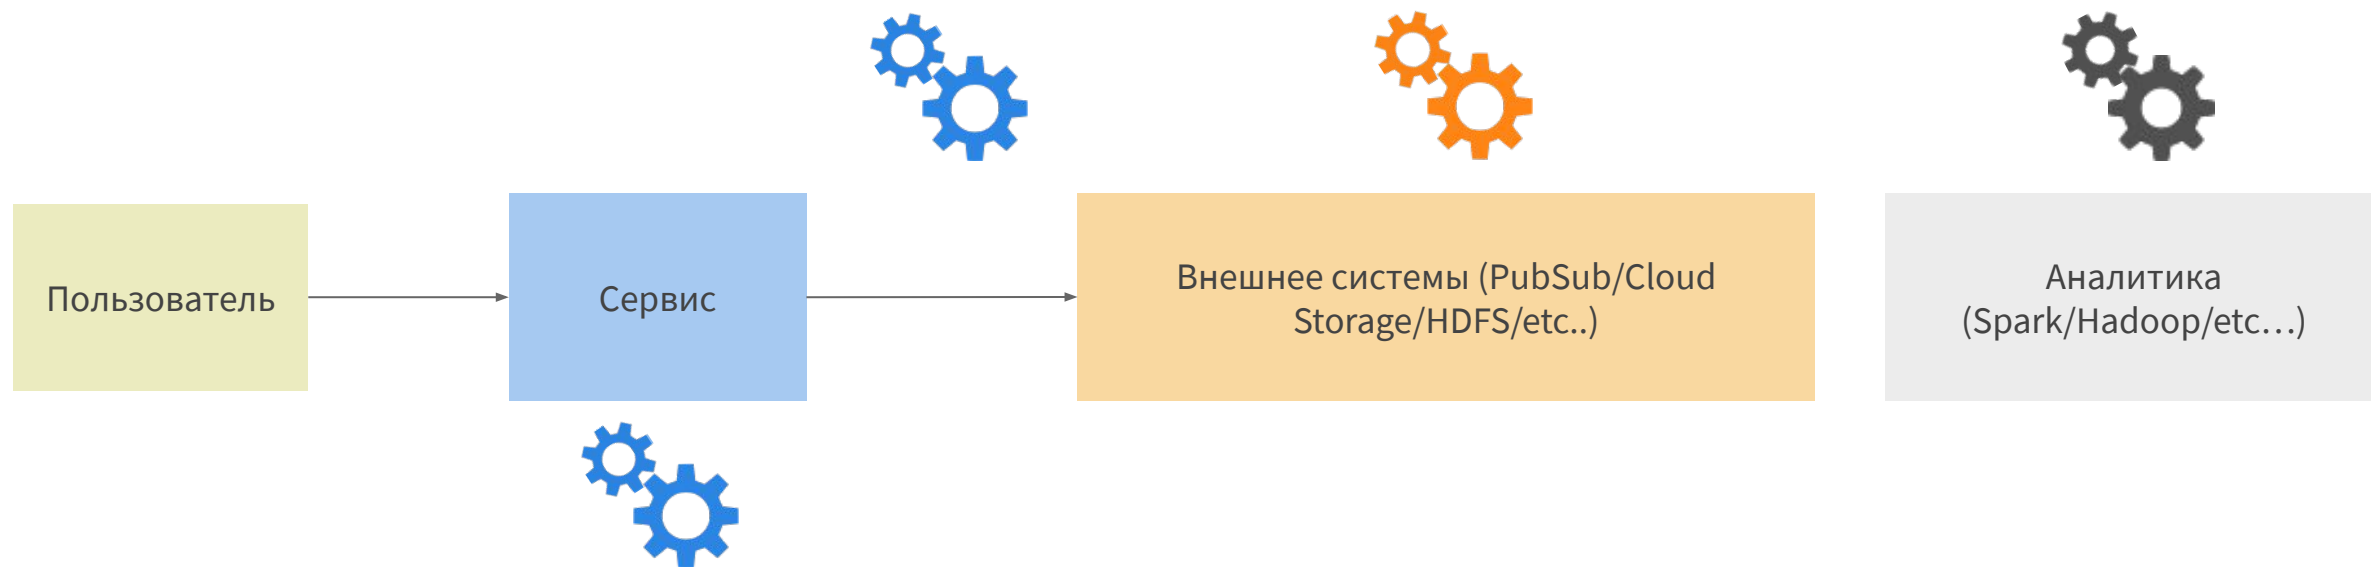 Пользователь
Сервис
Внешнее системы (PubSub/Cloud
Storage/HDFS/etc..)
Аналитика
(Spark/Hadoop/etc…)